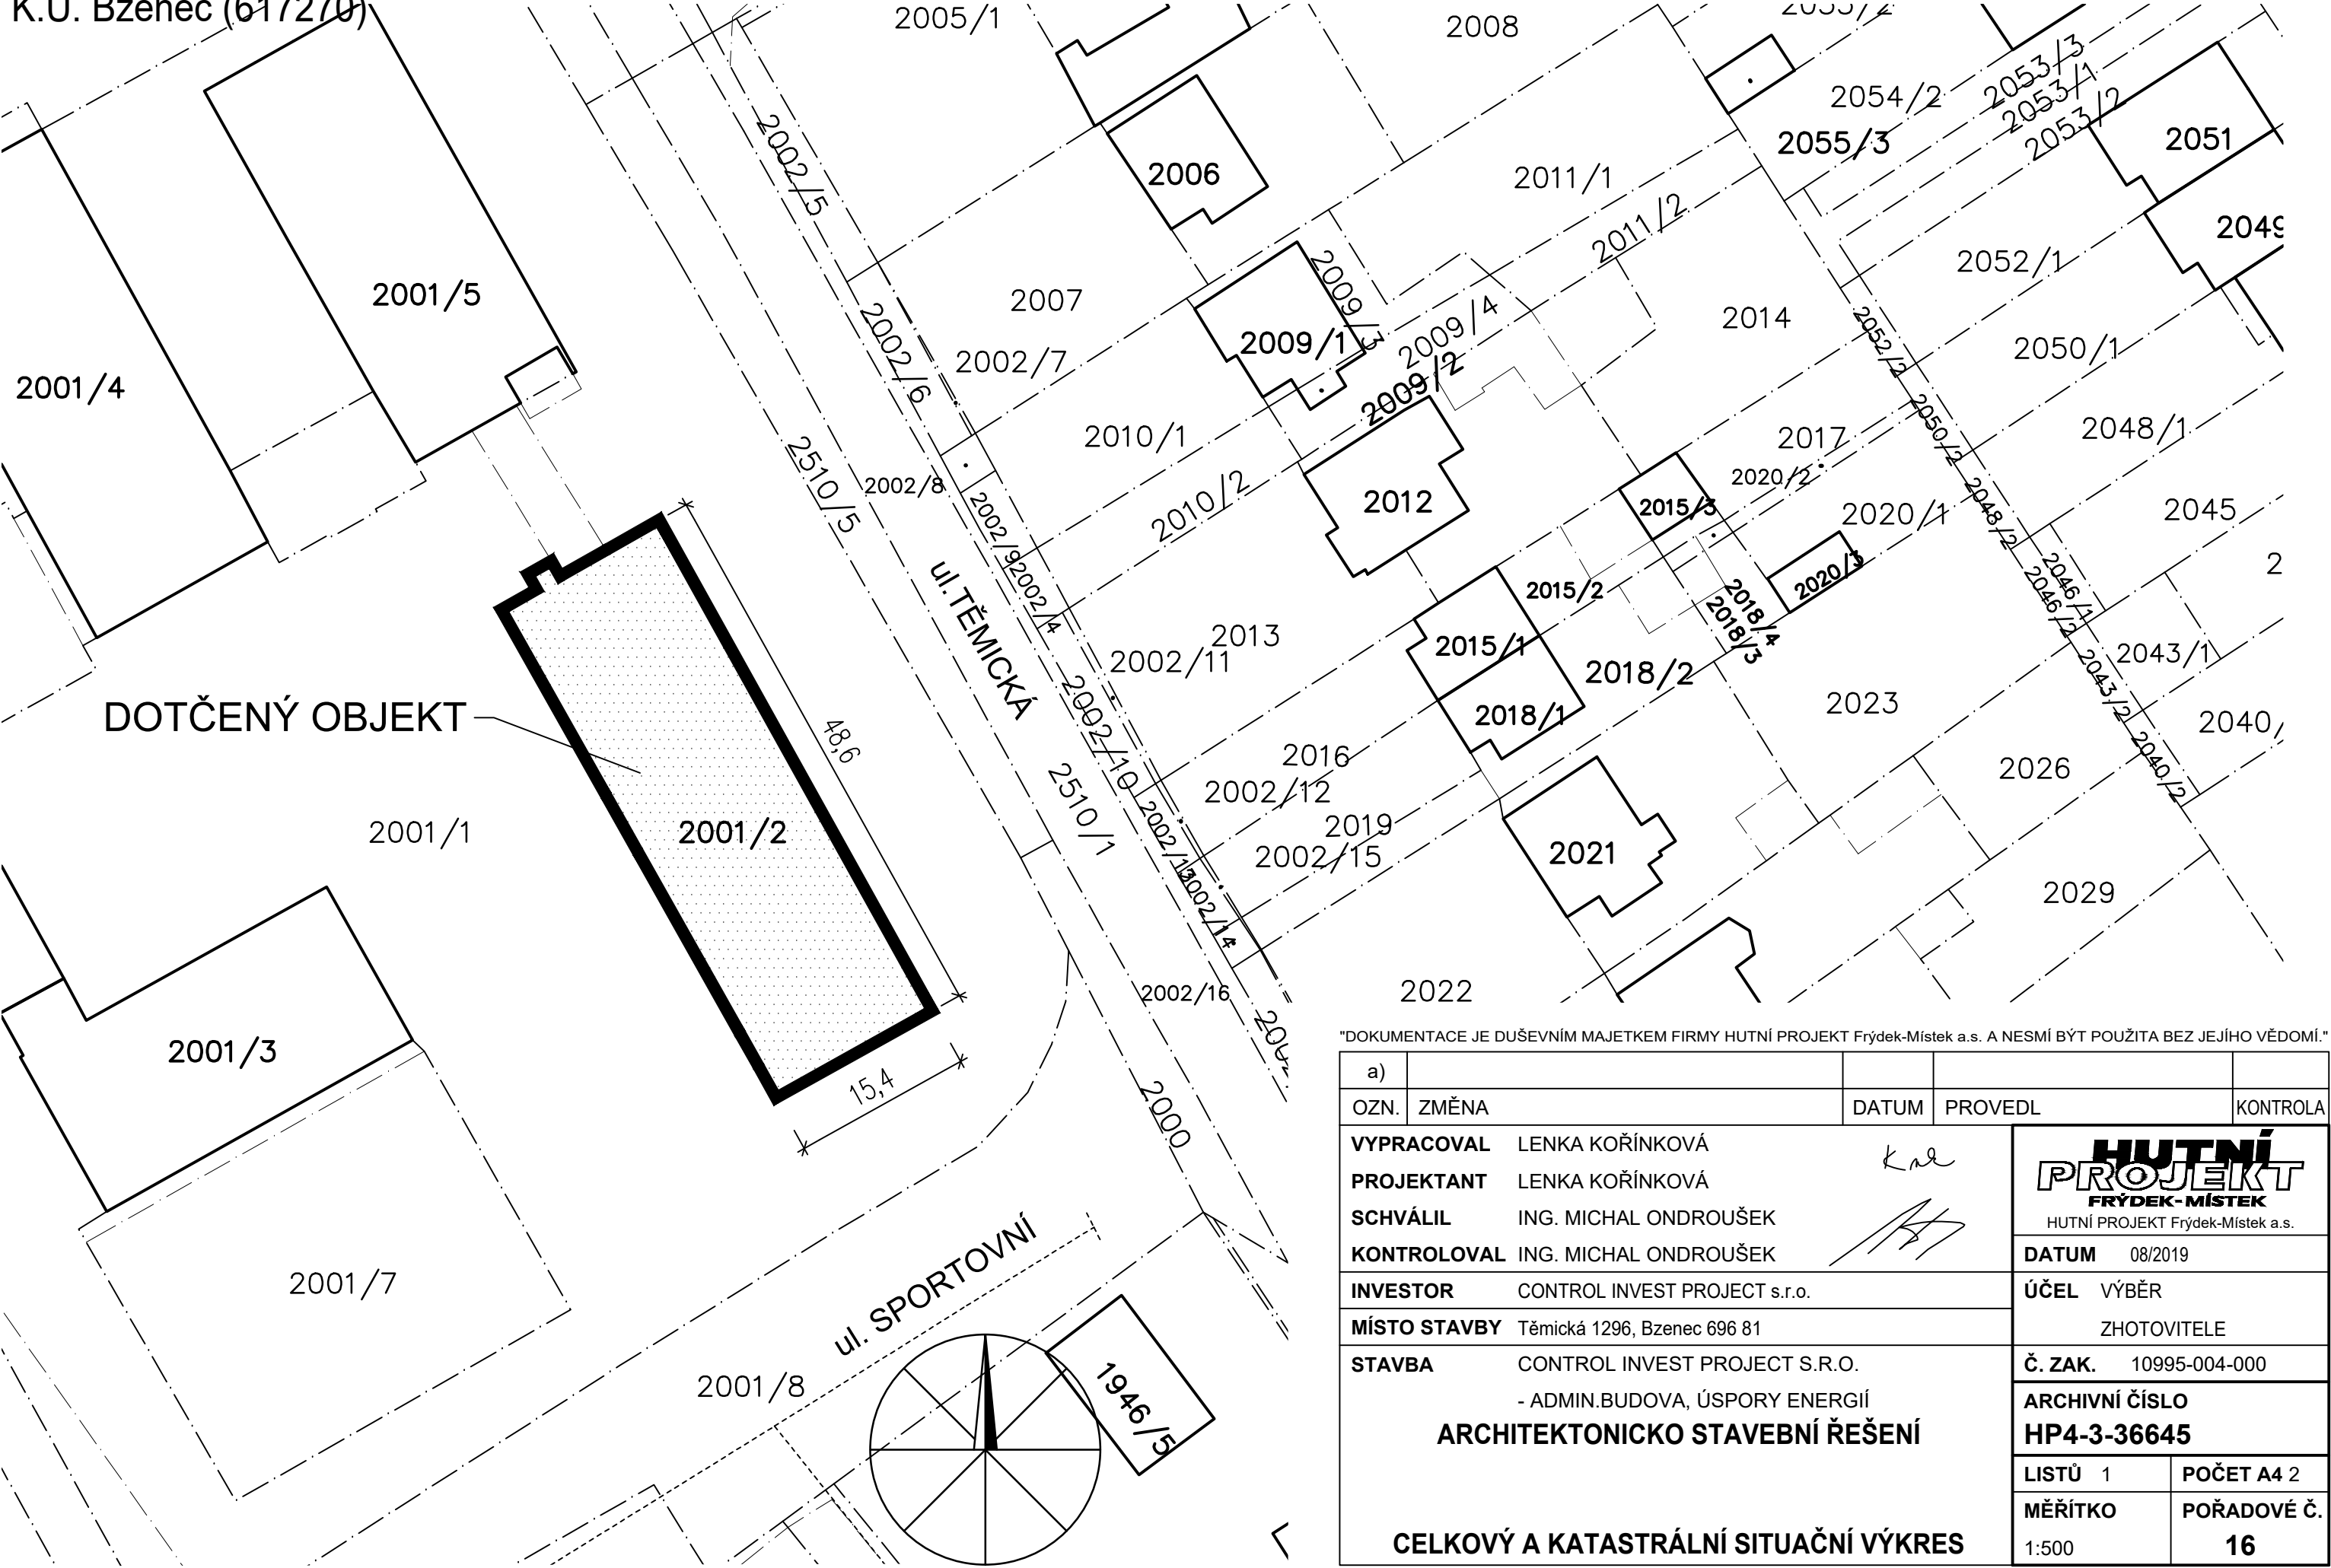 K.Ú. Bzenec (617270)
2005/1
2008
2053/2
2053/3
2053/1
2053/2
2054/2
2055/3
2051
2049
2002/5
2006
2011/1
2011/2
2052/1
2001/5
2007
2009/3
2009/1
2009/4
2009/2
2014
2052/2
2050/1
2002/6
2002/7
2001/4
2010/1
2017
2050/2
2048/1
2510/5
2002/8
2010/2
2012
2020/2
2015/3
2020/1
2048/2
2045
2002/9
2002/4
ul.TĚMICKÁ
2015/2
2020/3
2
2046/1
2046/2
2018/4
2018/3
2013
2002/11
2015/1
2018/2
2043/1
2043/2
DOTČENÝ OBJEKT
48,6
2002/10
2018/1
2023
2040/
2040/2
2016
2002/12
2026
2001/1
2001/2
2510/1
2002/13
2019
2002/15
2021
2002/14
2029
2002/16
2022
2001/3
15,4
2000
2001/7
ul. SPORTOVNÍ
2001/8
1946/5
"DOKUMENTACE JE DUŠEVNÍM MAJETKEM FIRMY HUTNÍ PROJEKT Frýdek-Místek a.s. A NESMÍ BÝT POUŽITA BEZ JEJÍHO VĚDOMÍ."
a)
OZN. ZMĚNA DATUM PROVEDL KONTROLA
VYPRACOVAL LENKA KOŘÍNKOVÁ
PROJEKTANT LENKA KOŘÍNKOVÁ
SCHVÁLIL ING. MICHAL ONDROUŠEK
KONTROLOVAL ING. MICHAL ONDROUŠEK
INVESTOR CONTROL INVEST PROJECT s.r.o.
MÍSTO STAVBY Těmická 1296, Bzenec 696 81
STAVBA CONTROL INVEST PROJECT S.R.O.
- ADMIN.BUDOVA, ÚSPORY ENERGIÍ
ARCHITEKTONICKO STAVEBNÍ ŘEŠENÍ
CELKOVÝ A KATASTRÁLNÍ SITUAČNÍ VÝKRES
HUTNÍ
PROJEKT
FRÝDEK-MÍSTEK
HUTNÍ PROJEKT Frýdek-Místek a.s.
DATUM 08/2019
ÚČEL VÝBĚR
ZHOTOVITELE
Č. ZAK. 10995-004-000
ARCHIVNÍ ČÍSLO
HP4-3-36645
LISTŮ 1 POČET A4 2
MĚŘÍTKO POŘADOVÉ Č.
1:500 16